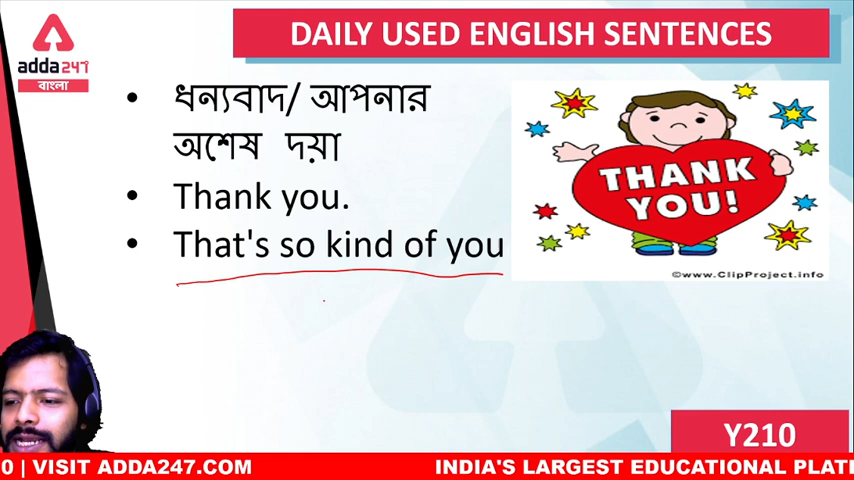 DAILY USED ENGLISH SENTENCES
adda247
বাংলা
• ধন্যবাদ/ আপনার
অশেষ দয়া
• Thank you.
• That's so kind of you
THANK
YOU!
©www.ClipProject.info
Y210
0 | VISIT ADDA247.COM INDIA'S LARGEST EDUCATIONAL PLAT